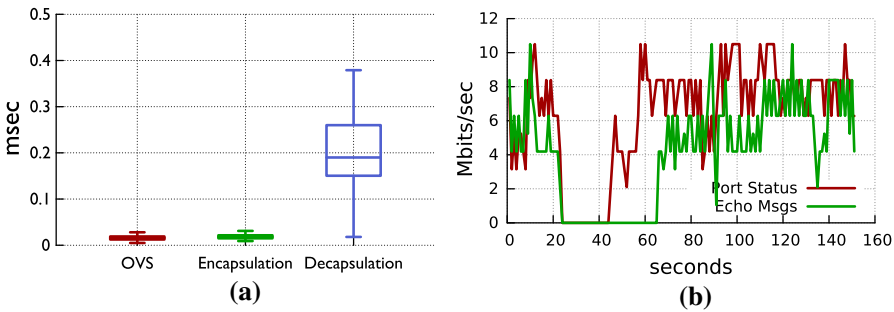 0.5
0.4
0.3
0.2
0.1
0
msec
OVS Encapsulation Decapsulation
(a)
12
10
8
6
4
2
0
Mbits/sec
Port Status
Echo Msgs
0 20 40 60 80 100 120 140 160
seconds
(b)